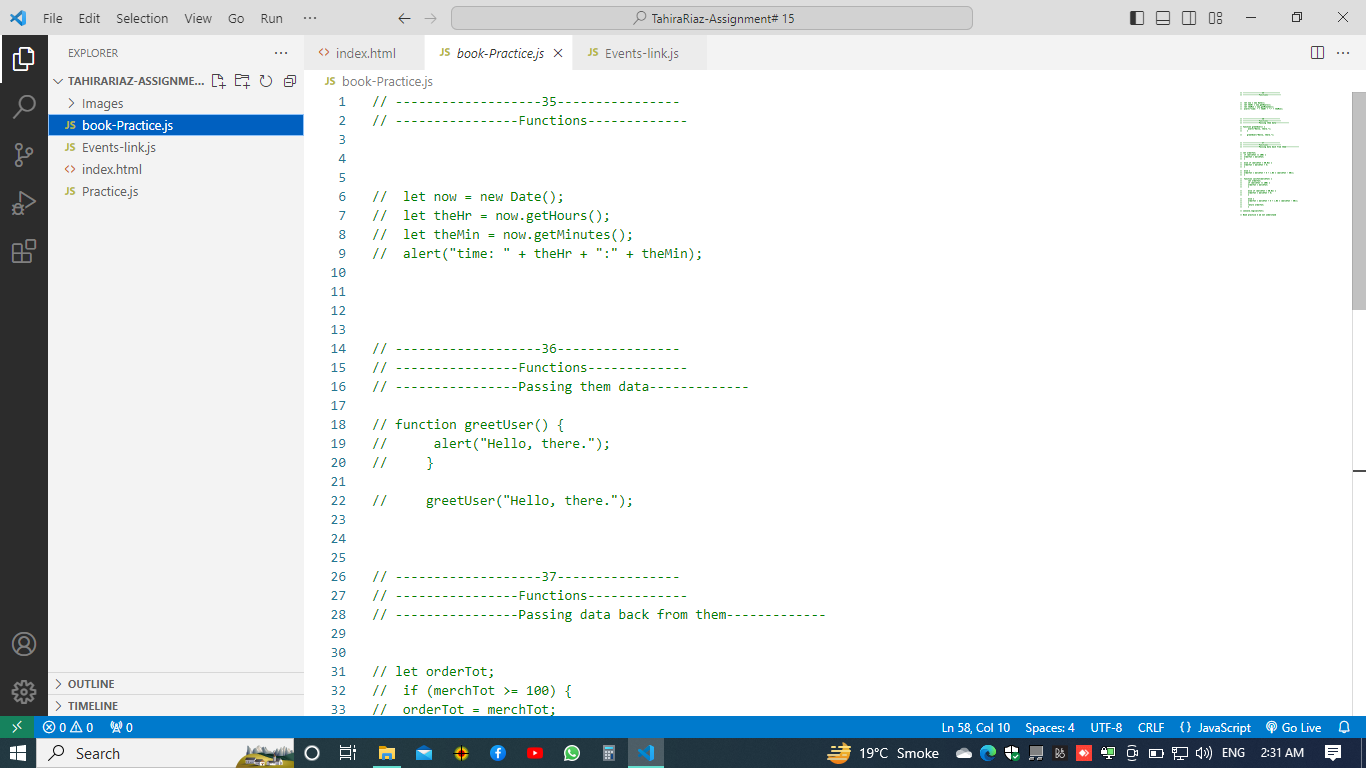 File Edit Selection View Go Run ··· TahiraRiaz-Assignment# 15
EXPLORER ···
TAHIRARIAZ-ASSIGNME...
Images
JS book-Practice.js
JS Events-link.js
<> index.html
JS Practice.js
OUTLINE
TIMELINE
<> index.html JS book-Practice.js JS Events-link.js ···
JS book-Practice.js
1 // -------------------35----------------
2 // ----------------Functions-------------
3
4
5
6 //  let now = new Date();
7 //  let theHr = now.getHours();
8 //  let theMin = now.getMinutes();
9 //  alert("time: " + theHr + ":" + theMin);
10
11
12
13
14 // -------------------36----------------
15 // ----------------Functions-------------
16 // ----------------Passing them data-------------
17
18 // function greetUser() {
19 //      alert("Hello, there.");
20 //     }
21
22 //     greetUser("Hello, there.");
23
24
25
26 // -------------------37----------------
27 // ----------------Functions-------------
28 // ----------------Passing data back from them-------------
29
30
31 // let orderTot;
32 //  if (merchTot >= 100) {
33 //  orderTot = merchTot;
0 0 0 Ln 58, Col 10 Spaces: 4 UTF-8 CRLF {} JavaScript Go Live
Search 19°C Smoke ENG 2:31 AM